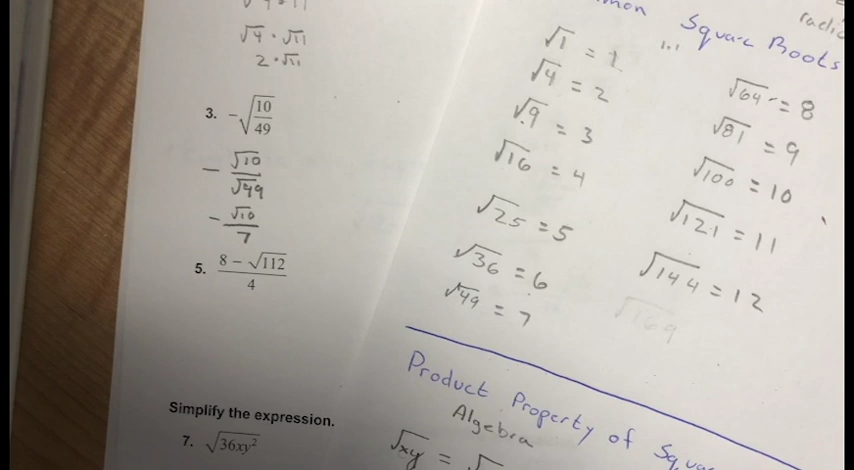 √4 · √11
2 · √11
3. -√(10/49)
- √10/√49
- √10/7
5. (8 - √112)/4
Simplify the expression.
7. √36xy²
Square Roots
√1 = 1
√4 = 2
√9 = 3
√16 = 4
√25 = 5
√36 = 6
√49 = 7
√64 = 8
√81 = 9
√100 = 10
√121 = 11
√144 = 12
√169
Product Property of
Algebra
√xy = √